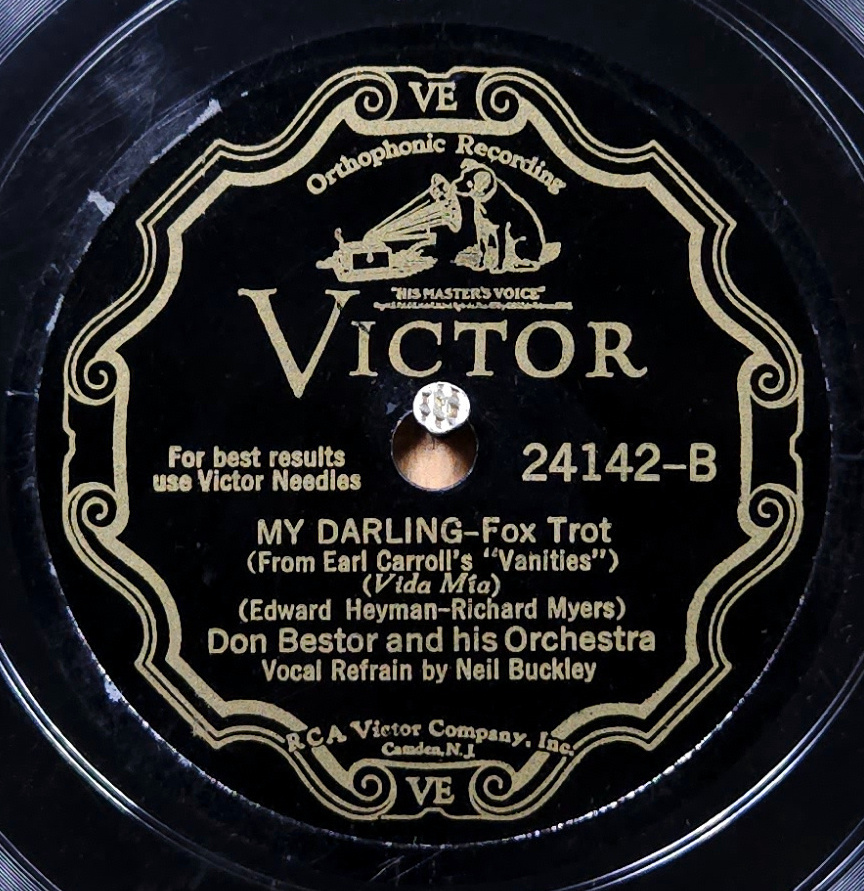 VE
Orthophonic Recording
"HIS MASTER'S VOICE"
VICTOR
For best results
use Victor Needles
24142-B
MY DARLING-Fox Trot
(From Earl Carroll's "Vanities")
(Vida Mía)
(Edward Heyman-Richard Myers)
Don Bestor and his Orchestra
Vocal Refrain by Neil Buckley
RCA Victor Company, Inc.
Camden, N.J.
VE